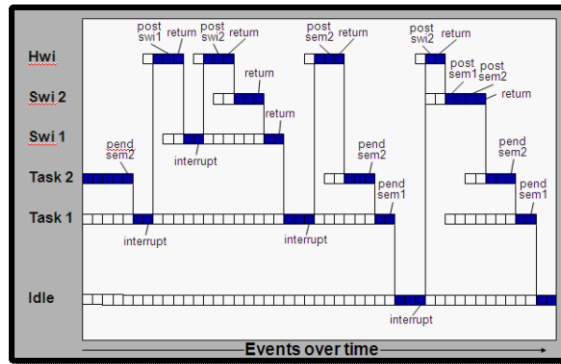 post swi1
return
post swi2
return
post sem2
return
post swi2
return
Hwi
return
post sem1
post sem2
return
Swi 2
return
Swi 1
interrupt
pend sem2
pend sem2
pend sem2
Task 2
pend sem1
pend sem1
Task 1
interrupt
interrupt
Idle
interrupt
Events over time